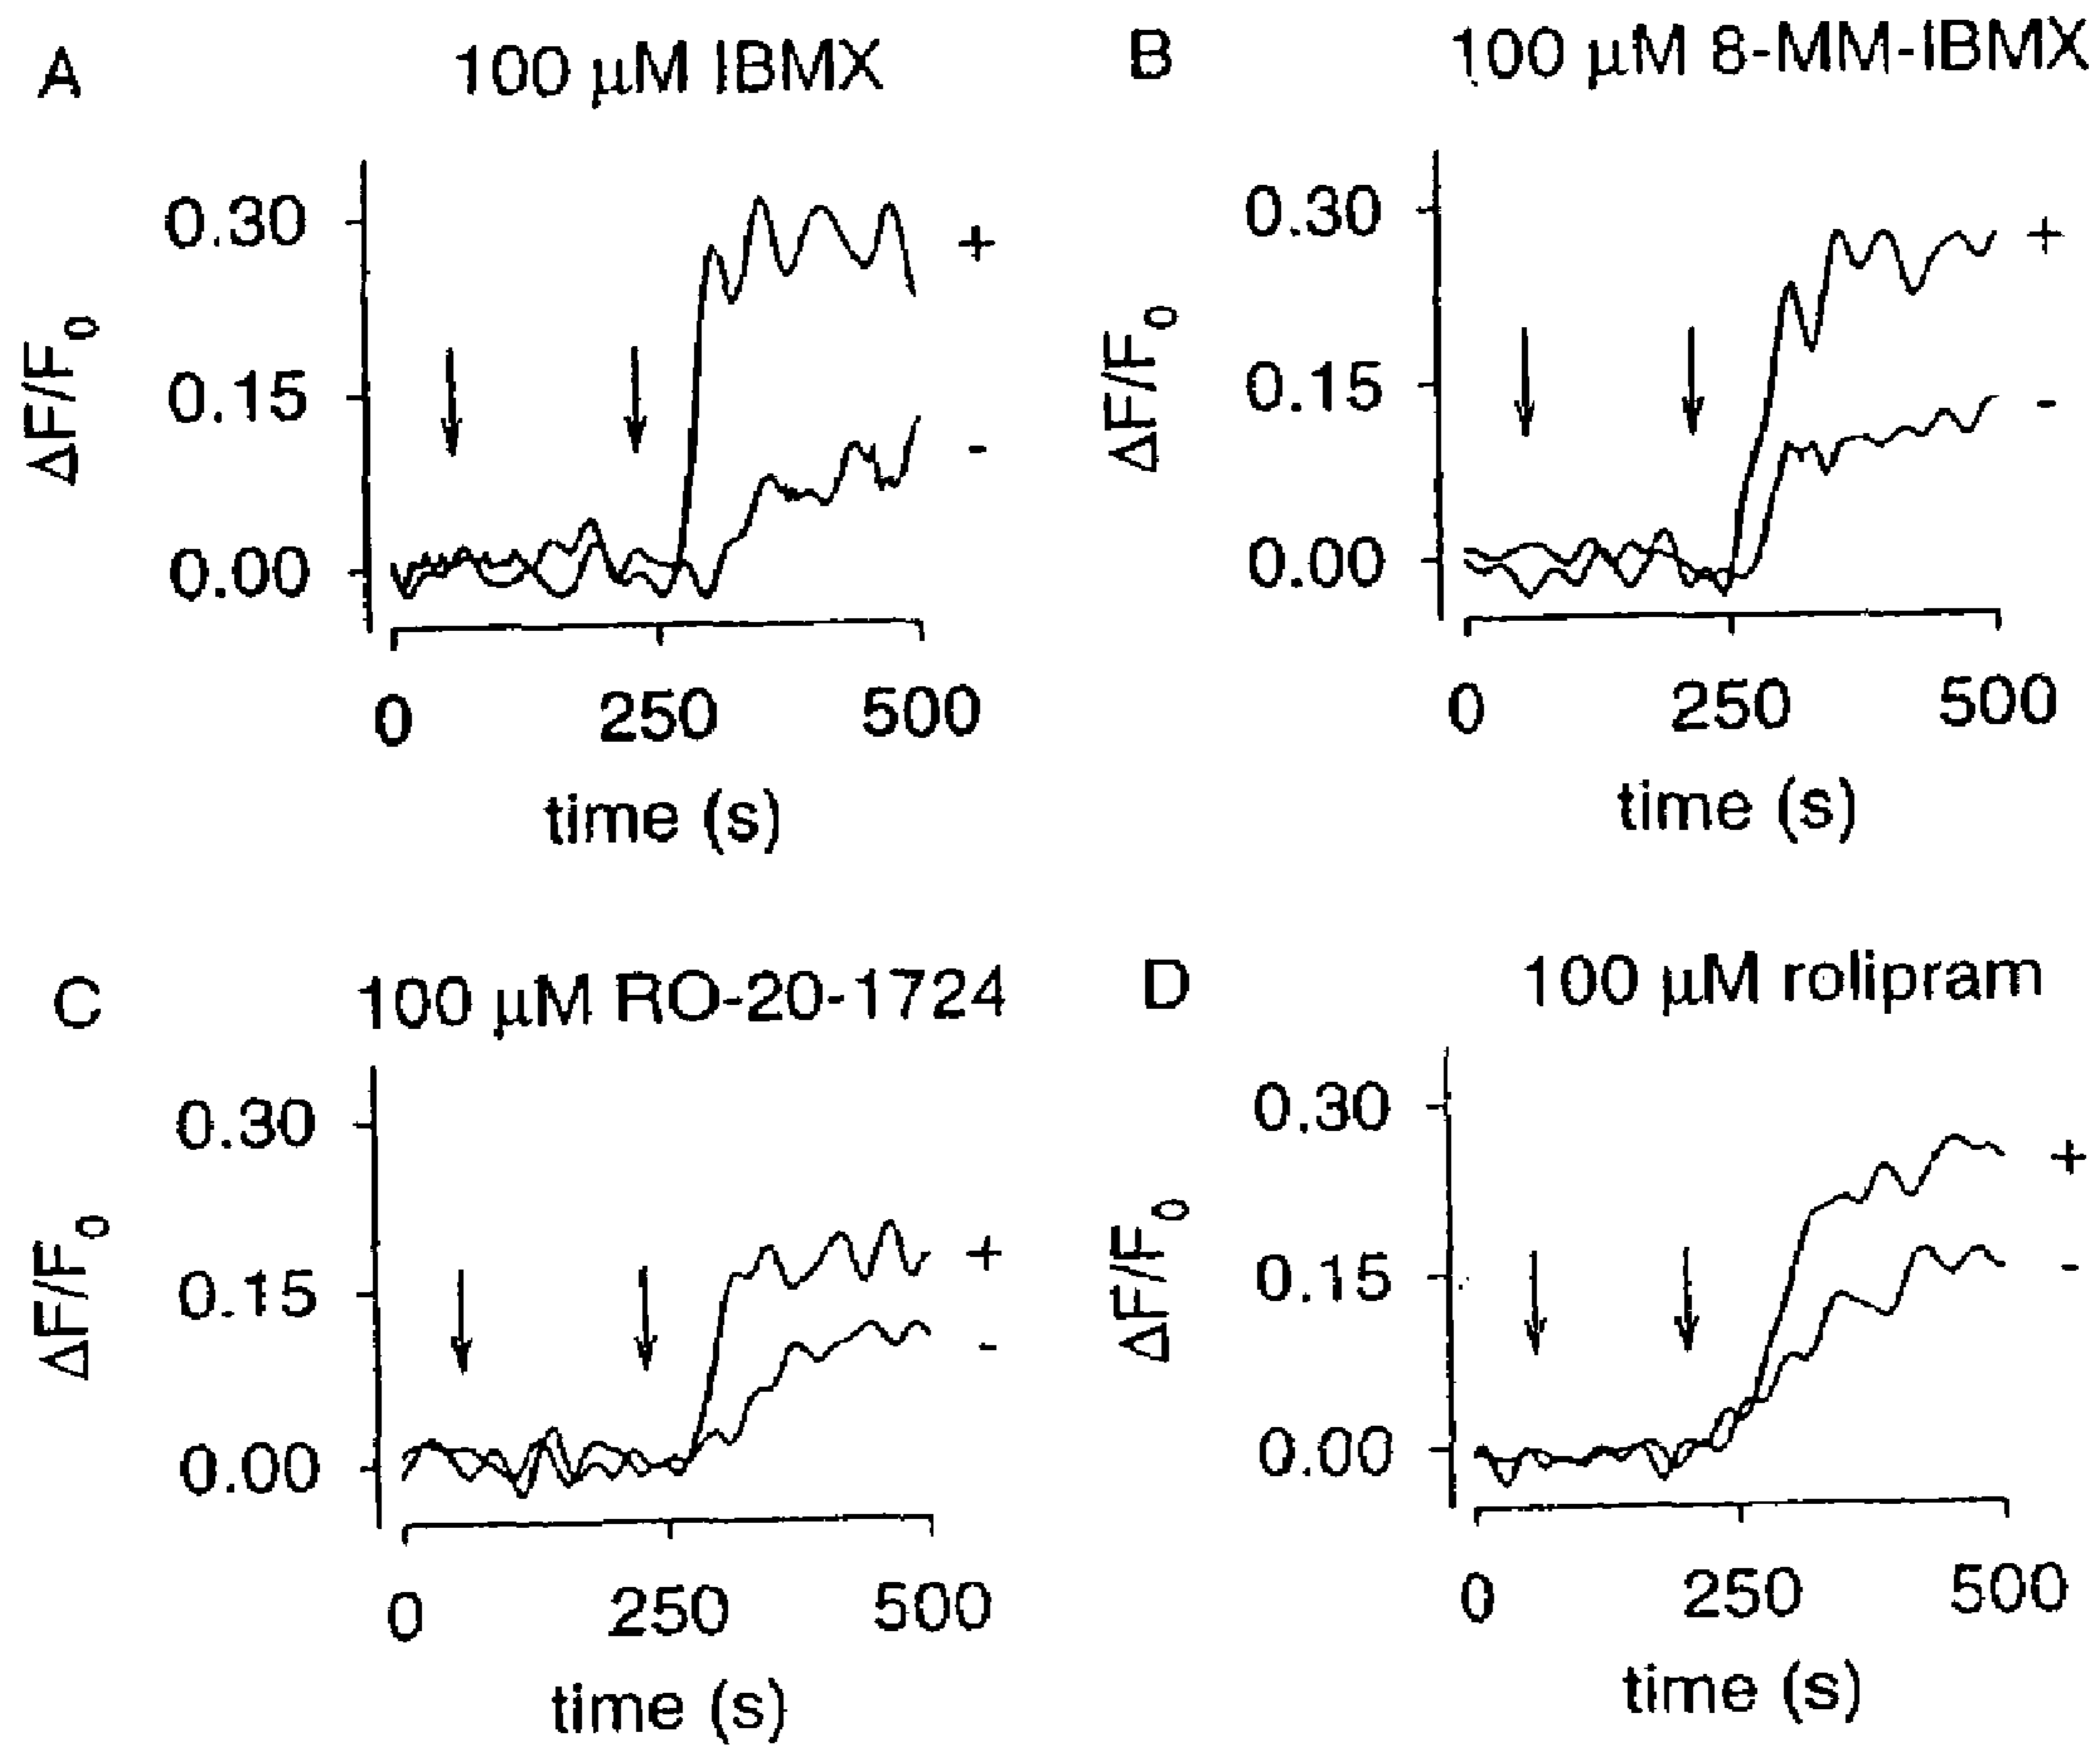 A
100 μM IBMX
ΔF/F0
0.30
0.15
0.00
+
-
0
250
500
time (s)
B
100 μM 8-MM-IBMX
ΔF/F0
0.30
0.15
0.00
+
-
0
250
500
time (s)
C
100 μM RO-20-1724
ΔF/F0
0.30
0.15
0.00
+
-
0
250
500
time (s)
D
100 μM rolipram
ΔF/F0
0.30
0.15
0.00
+
-
0
250
500
time (s)